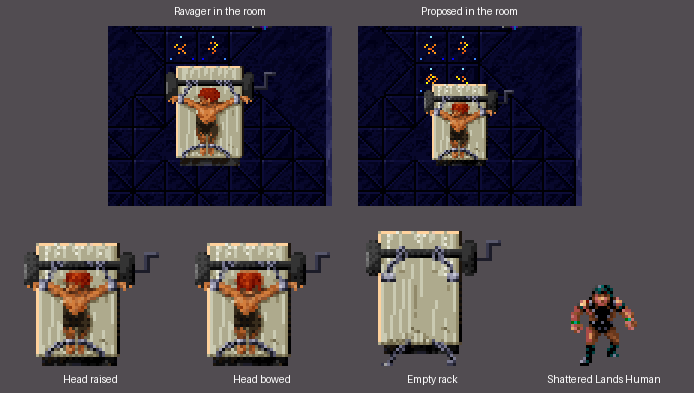 Ravager in the room
Proposed in the room
Head raised
Head bowed
Empty rack
Shattered Lands Human